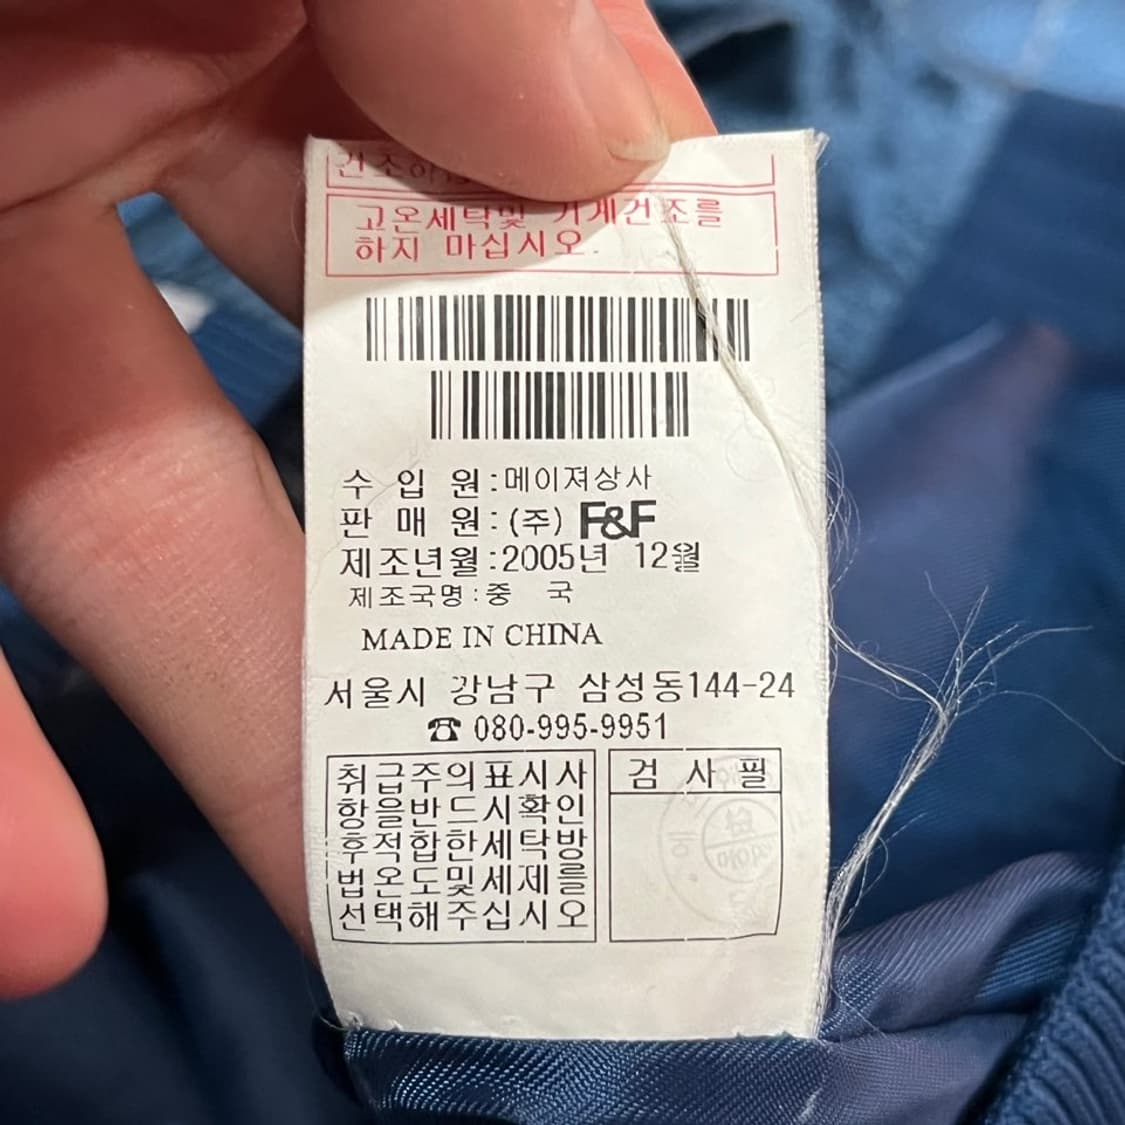 건조하
고온세탁및 기계건조를
하지 마십시오.
수 입 원:메이져상사
판 매 원:(주) F&F
제조년월:2005년 12월
제조국명:중 국
MADE IN CHINA
서울시 강남구 삼성동144-24
☎ 080-995-9951
취급주의표시사
항을반드시확인
후적합한세탁방
법온도및세제를
선택해주십시오
검 사 필